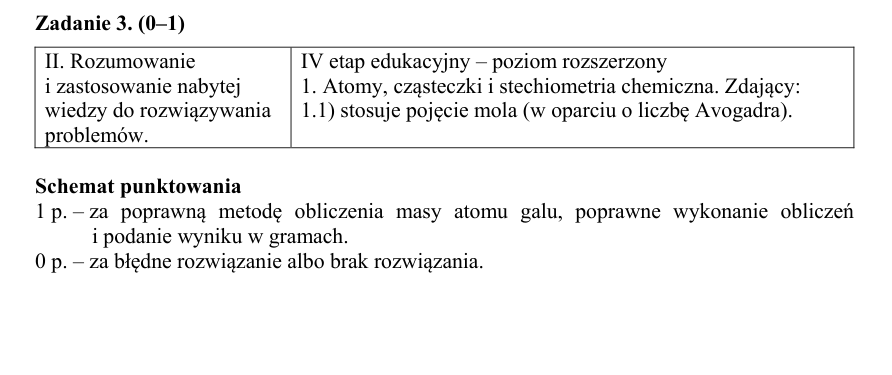 Zadanie 3. (0–1)
II. Rozumowanie
i zastosowanie nabytej
wiedzy do rozwiązywania
problemów.
IV etap edukacyjny – poziom rozszerzony
1. Atomy, cząsteczki i stechiometria chemiczna. Zdający:
1.1) stosuje pojęcie mola (w oparciu o liczbę Avogadra).
Schemat punktowania
1 p. – za poprawną metodę obliczenia masy atomu galu, poprawne wykonanie obliczeń
i podanie wyniku w gramach.
0 p. – za błędne rozwiązanie albo brak rozwiązania.